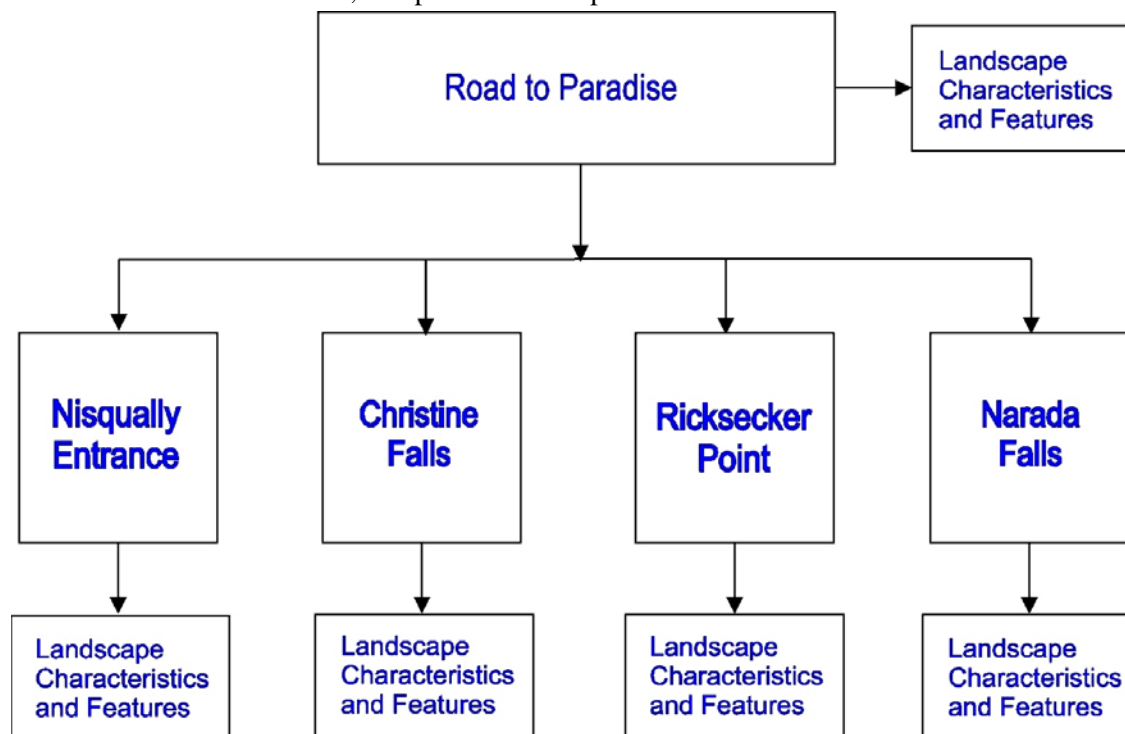 Road to Paradise
Landscape
Characteristics
and Features
Nisqually
Entrance
Christine
Falls
Ricksecker
Point
Narada
Falls
Landscape
Characteristics
and Features
Landscape
Characteristics
and Features
Landscape
Characteristics
and Features
Landscape
Characteristics
and Features